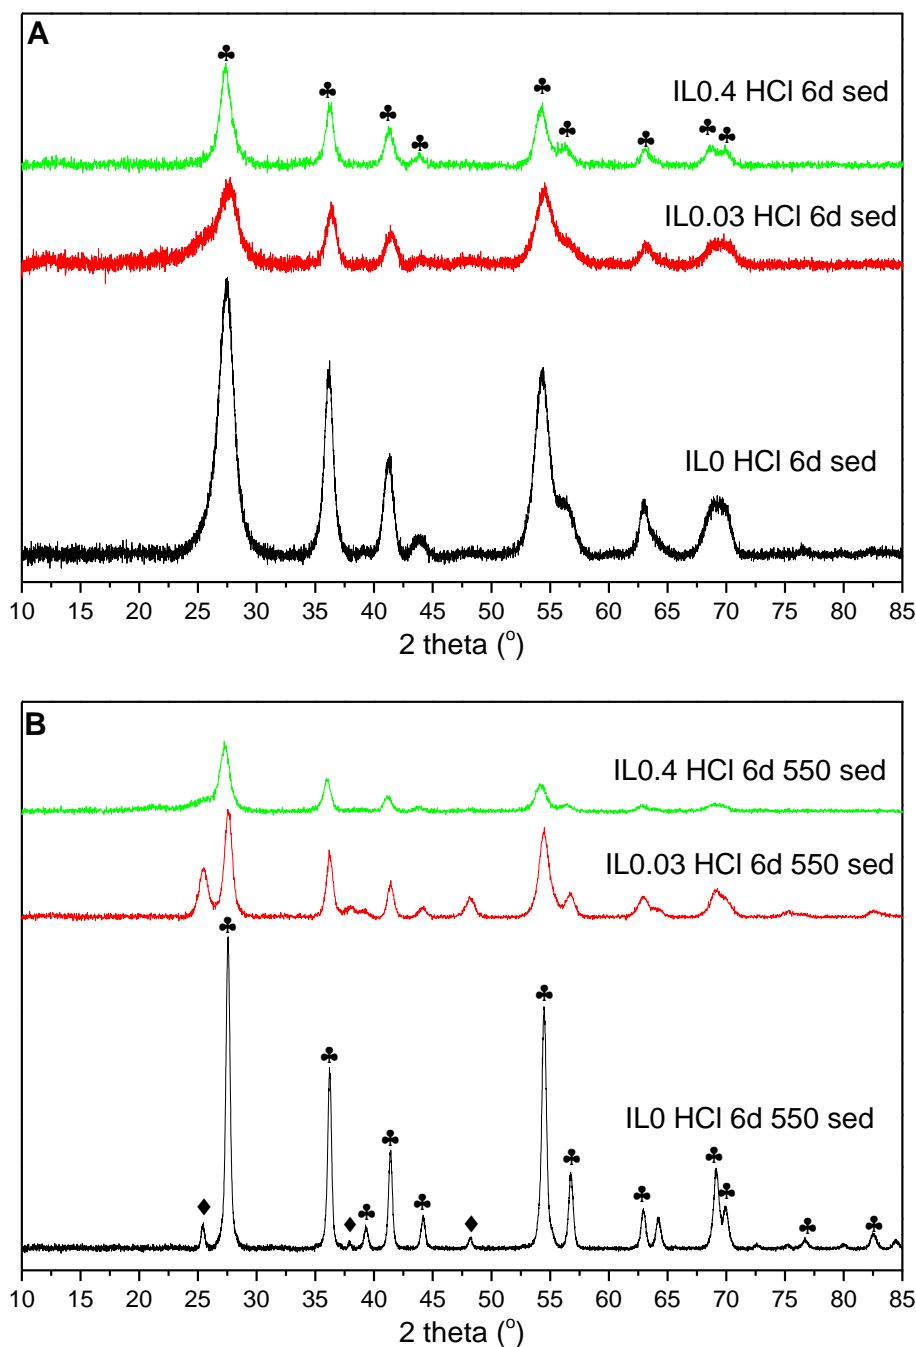 A
IL0.4 HCl 6d sed
IL0.03 HCl 6d sed
IL0 HCl 6d sed
10 15 20 25 30 35 40 45 50 55 60 65 70 75 80 85
2 theta (°)
B
IL0.4 HCl 6d 550 sed
IL0.03 HCl 6d 550 sed
IL0 HCl 6d 550 sed
10 15 20 25 30 35 40 45 50 55 60 65 70 75 80 85
2 theta (°)